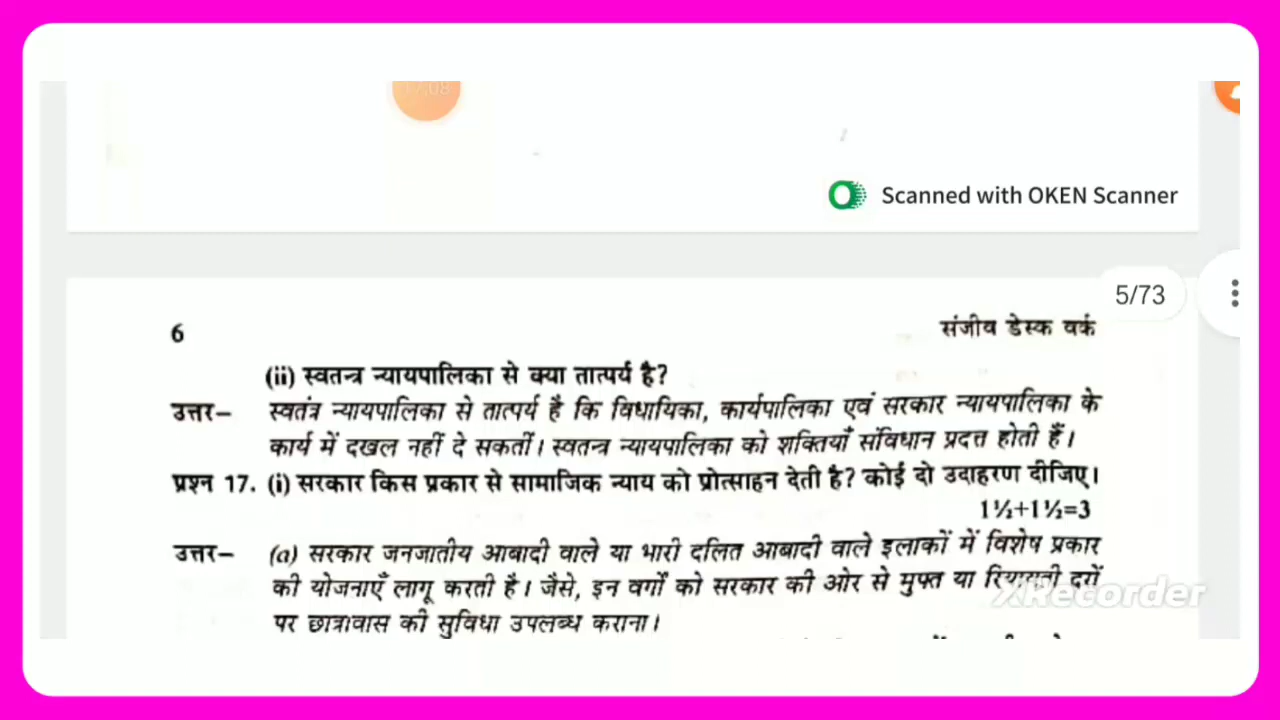 17,08
Scanned with OKEN Scanner
5/73
6 संजीव डेस्क वर्क
(ii) स्वतन्त्र न्यायपालिका से क्या तात्पर्य है?
उत्तर– स्वतंत्र न्यायपालिका से तात्पर्य है कि विधायिका, कार्यपालिका एवं सरकार न्यायपालिका के
कार्य में दखल नहीं दे सकतीं। स्वतन्त्र न्यायपालिका को शक्तियाँ संविधान प्रदत्त होती हैं।
प्रश्न 17. (i) सरकार किस प्रकार से सामाजिक न्याय को प्रोत्साहन देती है? कोई दो उदाहरण दीजिए।
1½+1½=3
उत्तर– (a) सरकार जनजातीय आबादी वाले या भारी दलित आबादी वाले इलाकों में विशेष प्रकार
की योजनाएँ लागू करती है। जैसे, इन वर्गों को सरकार की ओर से मुफ्त या रियायती दरों
XRecorder
पर छात्रावास की सुविधा उपलब्ध कराना।